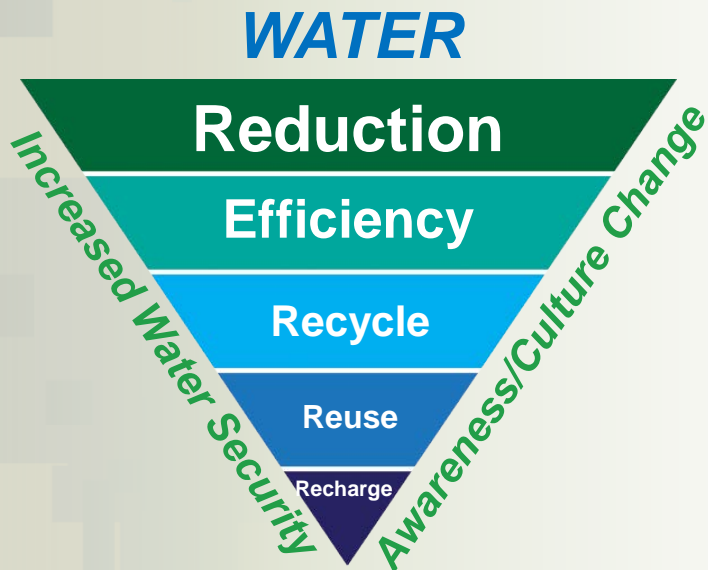 WATER
Reduction
Efficiency
Recycle
Reuse
Recharge
Increased Water Security
Awareness/Culture Change